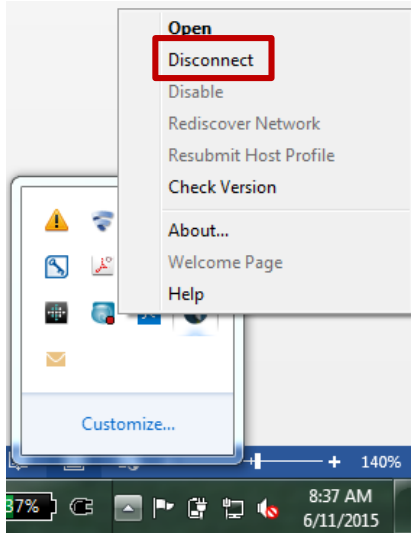 Open
Disconnect
Disable
Rediscover Network
Resubmit Host Profile
Check Version
About...
Welcome Page
Help
Customize...
140%
37%
8:37 AM
6/11/2015